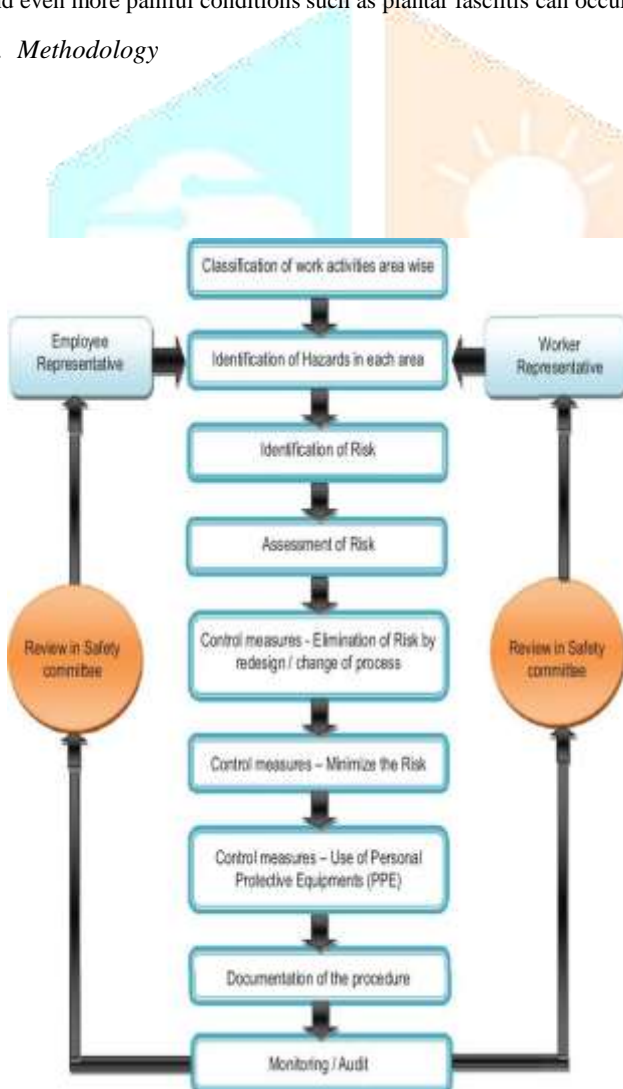 d even more painful conditions such as plantar fasciitis can occur
Methodology
Classification of work activities area wise
Employee
Representative
Identification of Hazards in each area
Worker
Representative
Identification of Risk
Assessment of Risk
Control measures - Elimination of Risk by
redesign / change of process
Review in Safety
committee
Review in Safety
committee
Control measures – Minimize the Risk
Control measures – Use of Personal
Protective Equipments (PPE)
Documentation of the procedure
Monitoring / Audit